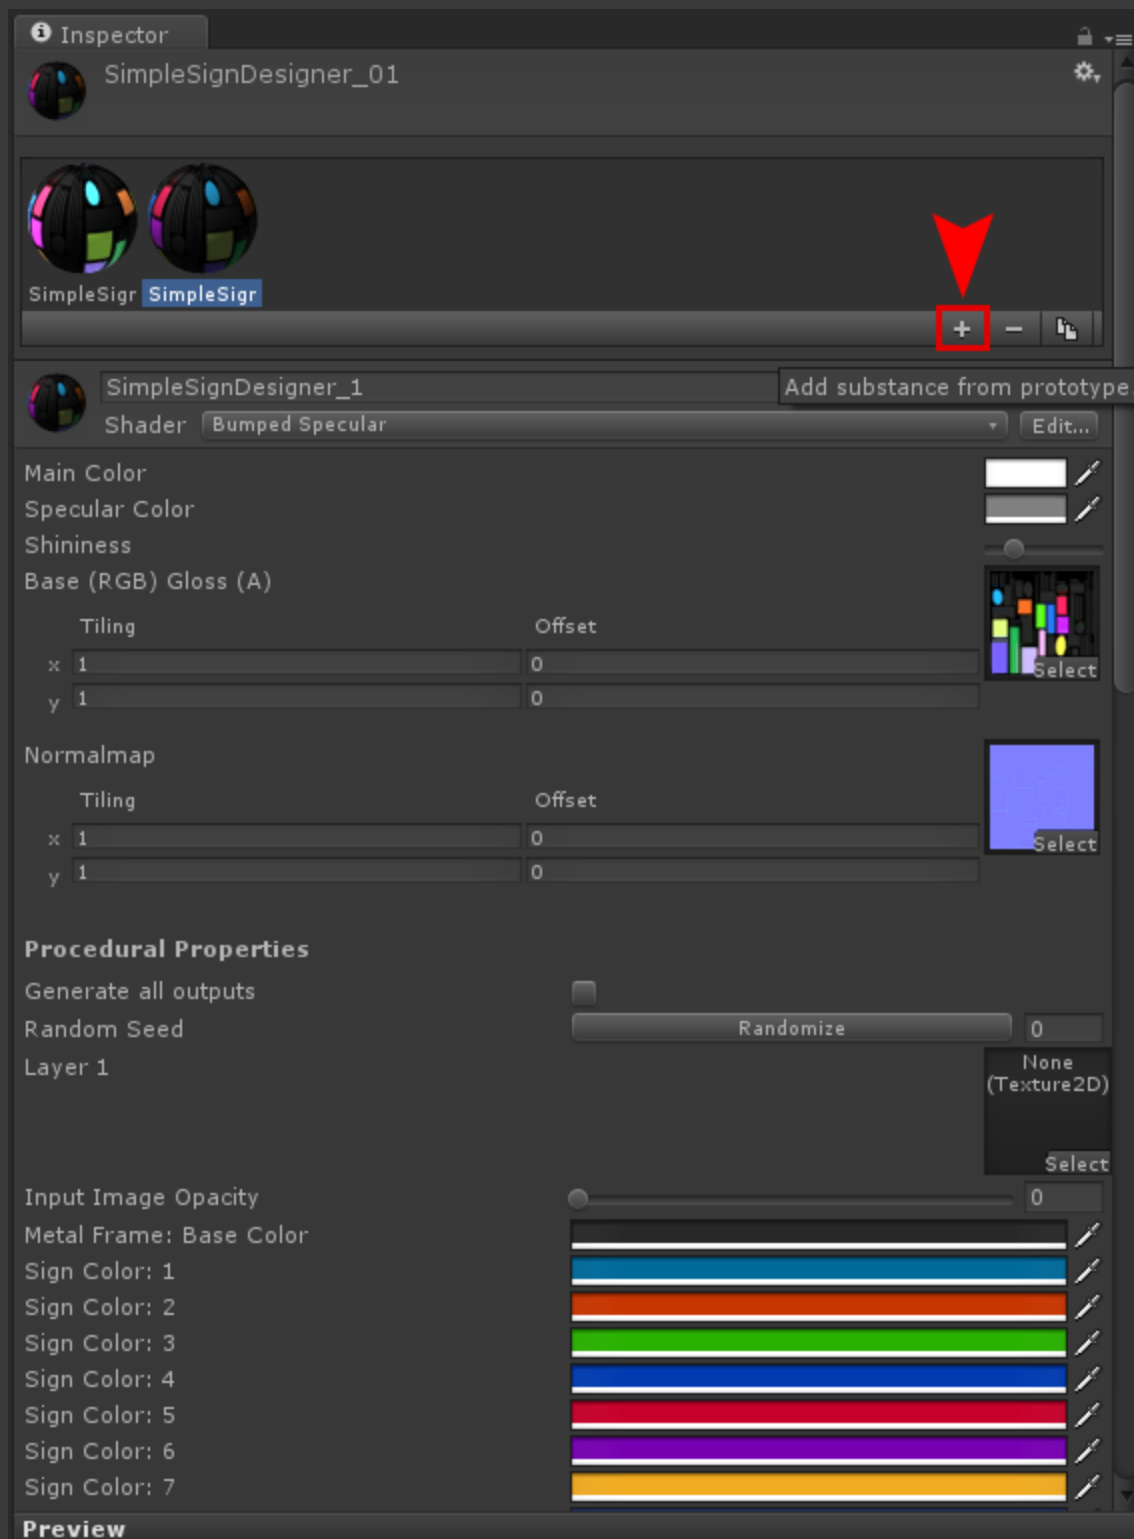 Inspector
SimpleSignDesigner_01
SimpleSigr SimpleSigr
+ −
SimpleSignDesigner_1
Add substance from prototype.
Shader Bumped Specular Edit...
Main Color
Specular Color
Shininess
Base (RGB) Gloss (A)
Tiling Offset
x 1 0
Select
y 1 0
Normalmap
Tiling Offset
x 1 0
Select
y 1 0
Procedural Properties
Generate all outputs
Random Seed Randomize 0
Layer 1 None
(Texture2D)
Select
Input Image Opacity 0
Metal Frame: Base Color
Sign Color: 1
Sign Color: 2
Sign Color: 3
Sign Color: 4
Sign Color: 5
Sign Color: 6
Sign Color: 7
Preview